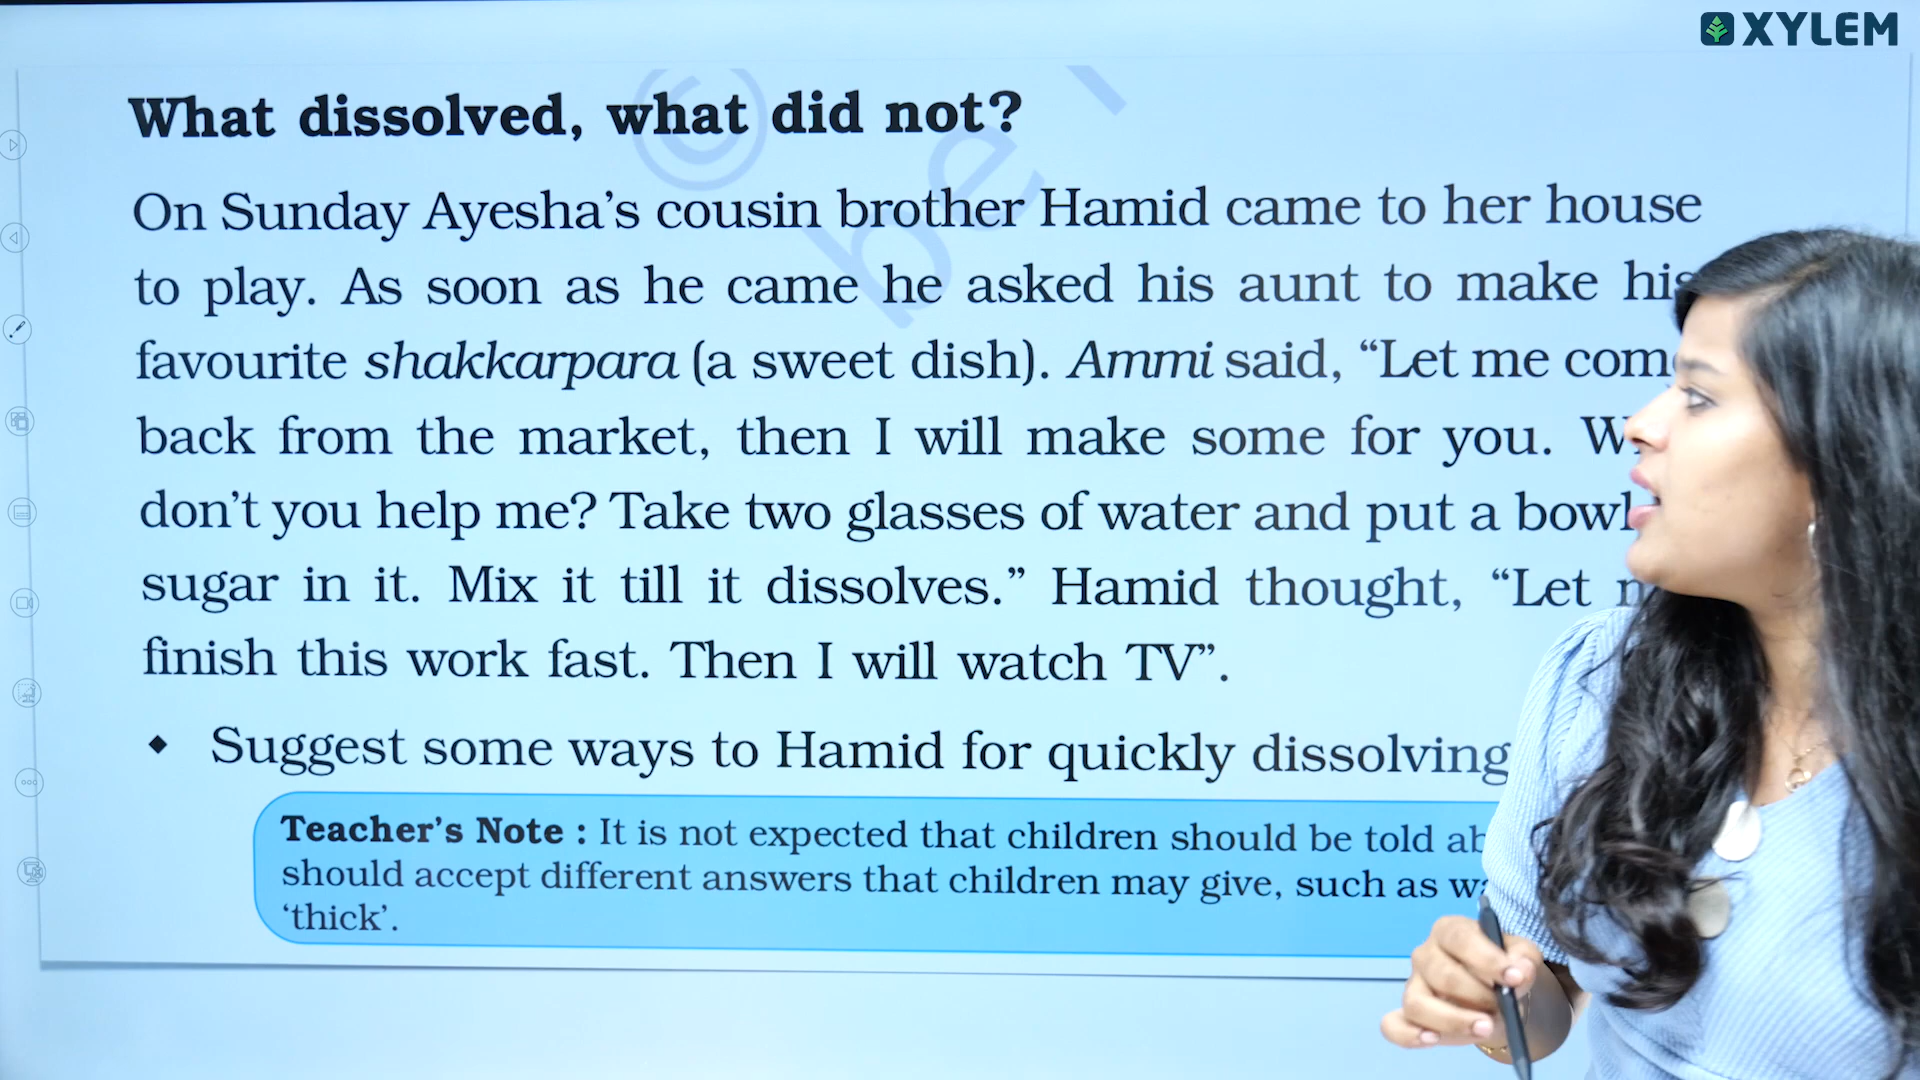 XYLEM
What dissolved, what did not?
On Sunday Ayesha's cousin brother Hamid came to her house
to play. As soon as he came he asked his aunt to make his
favourite shakkarpara (a sweet dish). Ammi said, “Let me
back from the market, then I will make some for you.
don't you help me? Take two glasses of water and put a
sugar in it. Mix it till it dissolves.” Hamid thought, “Let
finish this work fast. Then I will watch TV”.
◆ Suggest some ways to Hamid for quickly dissolving
Teacher's Note : It is not expected that children should be told
should accept different answers that children may give, such as
‘thick’.
© be